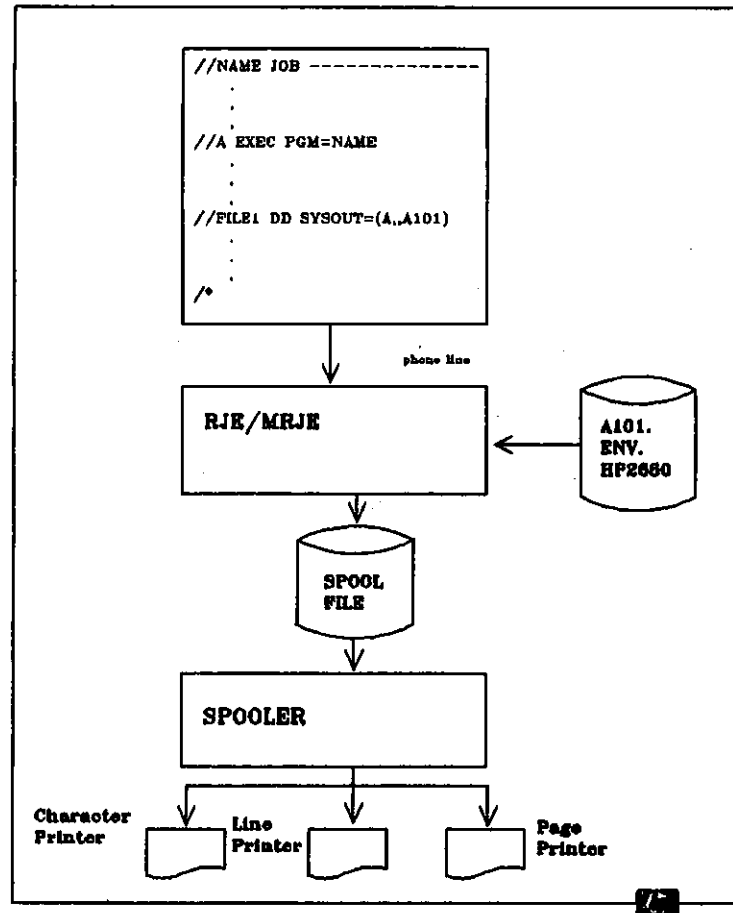 //NAME JOB ---------------
.
.
.
//A EXEC PGM=NAME
.
.
.
//FILE1 DD SYSOUT=(A,,A101)
.
.
.
/*
phone line
RJE/MRJE
A101.
ENV.
HP2680
SPOOL
FILE
SPOOLER
Character
Printer
Line
Printer
Page
Printer